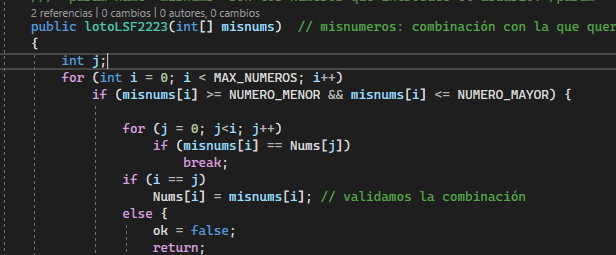 2 referencias | 0 cambios | 0 autores, 0 cambios
public lotoLSF2223(int[] misnums)  // misnumeros: combinación con la que quer
{
int j;
for (int i = 0; i < MAX_NUMEROS; i++)
if (misnums[i] >= NUMERO_MENOR && misnums[i] <= NUMERO_MAYOR) {
for (j = 0; j<i; j++)
if (misnums[i] == Nums[j])
break;
if (i == j)
Nums[i] = misnums[i]; // validamos la combinación
else {
ok = false;
return;